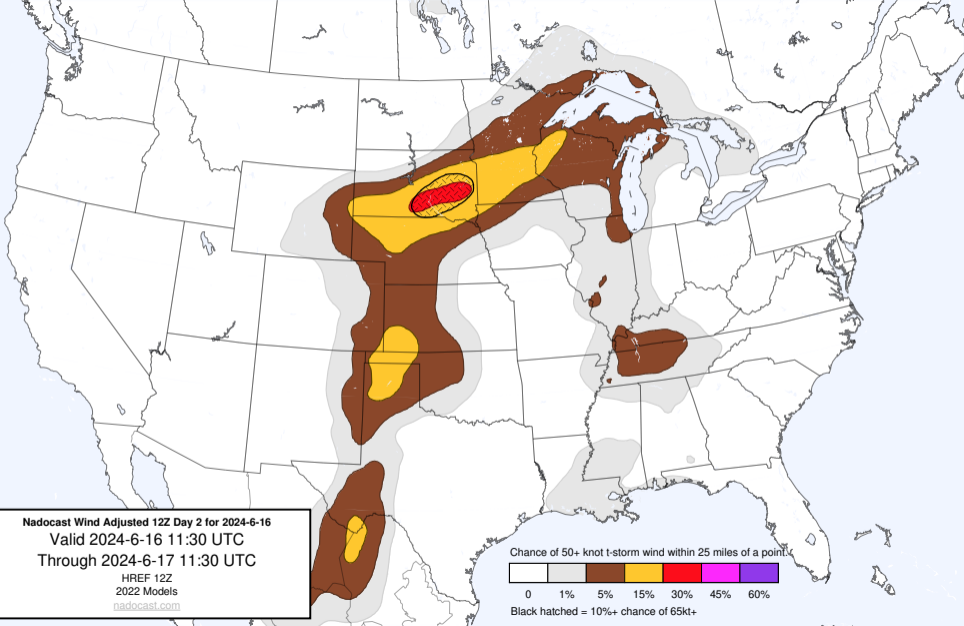 Nadocast Wind Adjusted 12Z Day 2 for 2024-6-16
Valid 2024-6-16 11:30 UTC
Through 2024-6-17 11:30 UTC
HREF 12Z
2022 Models
nadocast.com
Chance of 50+ knot t-storm wind within 25 miles of a point.
0 1% 5% 15% 30% 45% 60%
Black hatched = 10%+ chance of 65kt+